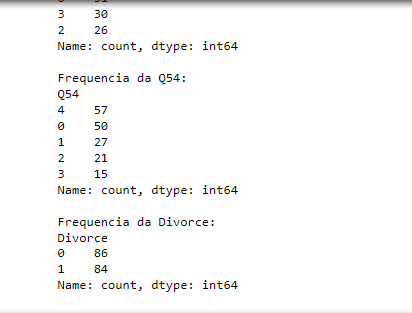 3    30
2    26
Name: count, dtype: int64
Frequencia da Q54:
Q54
4    57
0    50
1    27
2    21
3    15
Name: count, dtype: int64
Frequencia da Divorce:
Divorce
0    86
1    84
Name: count, dtype: int64